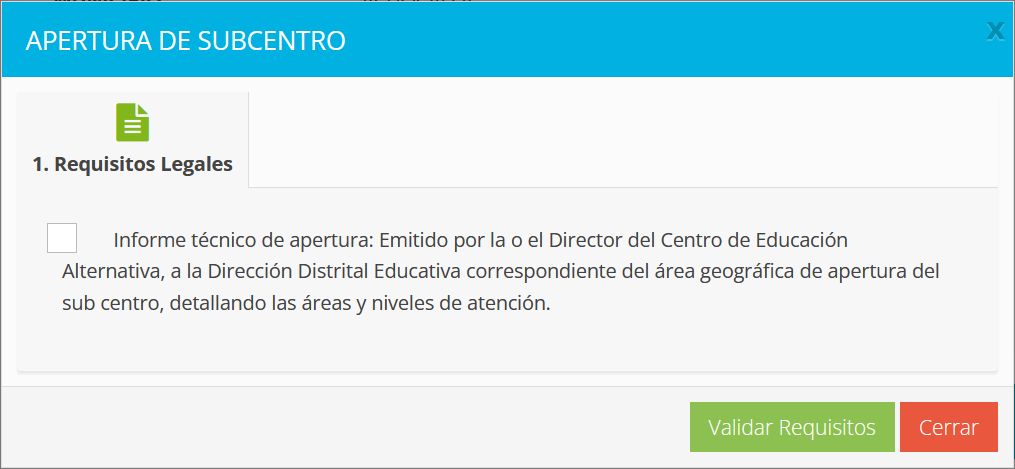 APERTURA DE SUBCENTRO
x
1. Requisitos Legales
Informe técnico de apertura: Emitido por la o el Director del Centro de Educación
Alternativa, a la Dirección Distrital Educativa correspondiente del área geográfica de apertura del
sub centro, detallando las áreas y niveles de atención.
Validar Requisitos
Cerrar